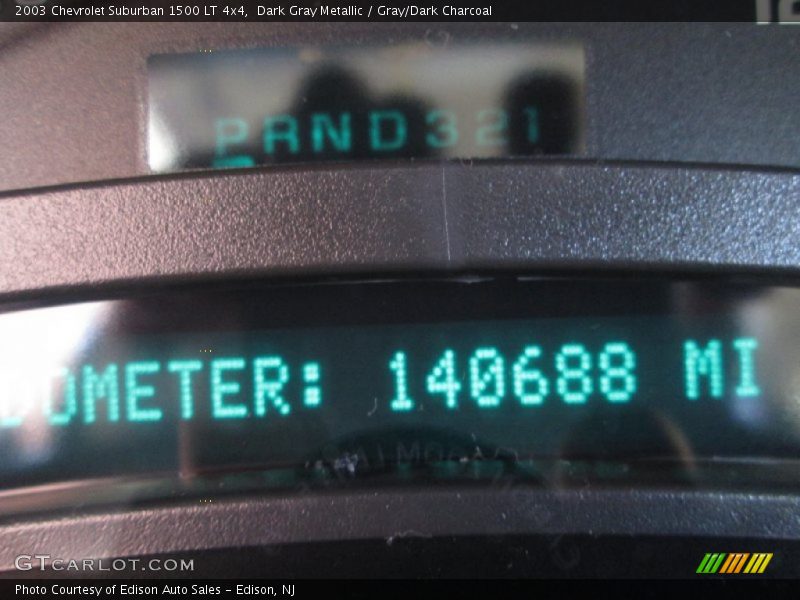 2003 Chevrolet Suburban 1500 LT 4x4,  Dark Gray Metallic / Gray/Dark Charcoal
PRND321
ODOMETER: 140688 MI
GTCARLOT.COM
Photo Courtesy of Edison Auto Sales – Edison, NJ